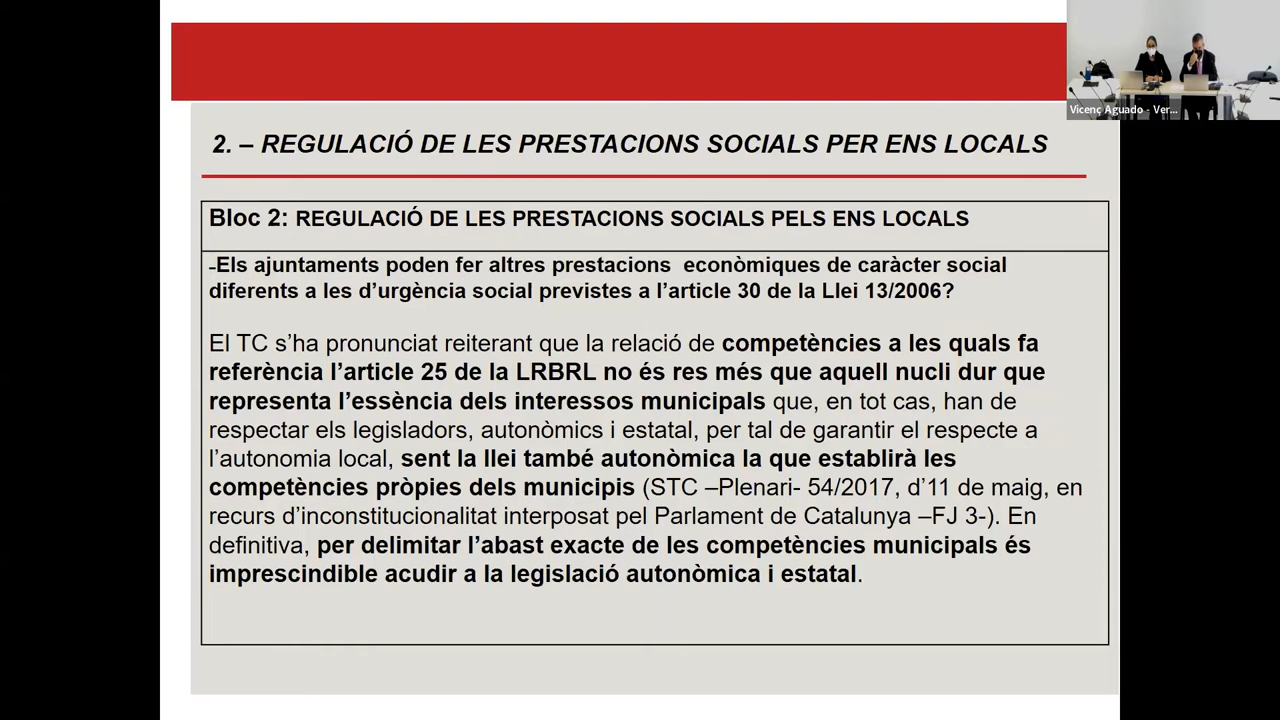 Vicenç Aguado - Ver...
2. – REGULACIÓ DE LES PRESTACIONS SOCIALS PER ENS LOCALS
Bloc 2: REGULACIÓ DE LES PRESTACIONS SOCIALS PELS ENS LOCALS
-Els ajuntaments poden fer altres prestacions econòmiques de caràcter social
diferents a les d’urgència social previstes a l’article 30 de la Llei 13/2006?
El TC s’ha pronunciat reiterant que la relació de competències a les quals fa
referència l’article 25 de la LRBRL no és res més que aquell nucli dur que
representa l’essència dels interessos municipals que, en tot cas, han de
respectar els legisladors, autonòmics i estatal, per tal de garantir el respecte a
l’autonomia local, sent la llei també autonòmica la que establirà les
competències pròpies dels municipis (STC –Plenari- 54/2017, d’11 de maig, en
recurs d’inconstitucionalitat interposat pel Parlament de Catalunya –FJ 3-). En
definitiva, per delimitar l’abast exacte de les competències municipals és
imprescindible acudir a la legislació autonòmica i estatal.